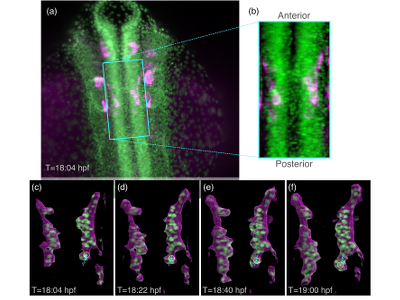 (a)
(b)
Anterior
T=18:04 hpf
Posterior
(c)
(d)
(e)
(f)
T=18:04 hpf
T=18:22 hpf
T=18:40 hpf
T=19:00 hpf